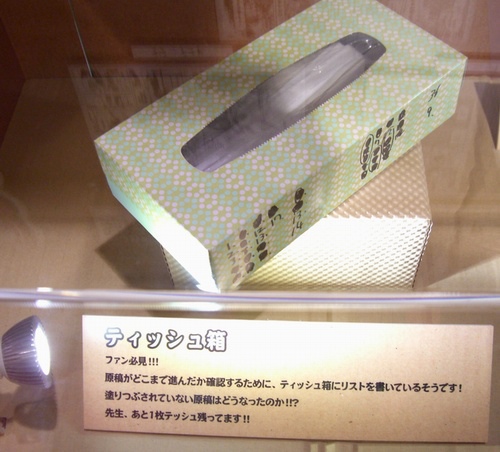 ティッシュ箱
ファン必見!!!
原稿がどこまで進んだか確認するために、ティッシュ箱にリストを書いているそうです!
塗りつぶされていない原稿はどうなったのか!!?
先生、あと1枚テッシュ残ってます!!